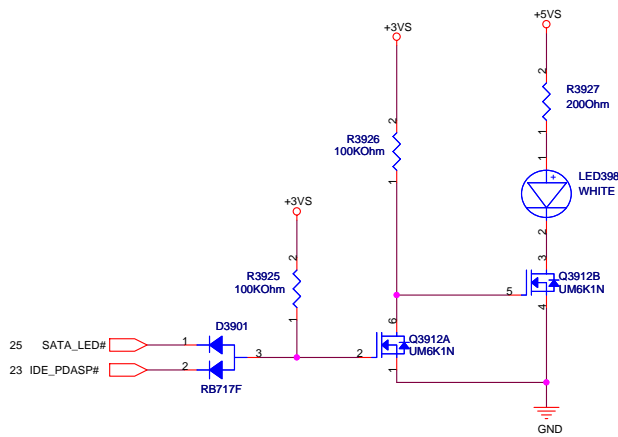 +5VS
+3VS
2
R3927
200Ohm
1
2
R3926
100KOhm
1
1
LED398
WHITE
+
2
+3VS
2
R3925
100KOhm
1
3
Q3912B
UM6K1N
5
4
6
Q3912A
UM6K1N
2
1
D3901
25 SATA_LED# 1
3
23 IDE_PDASP# 2
RB717F
GND